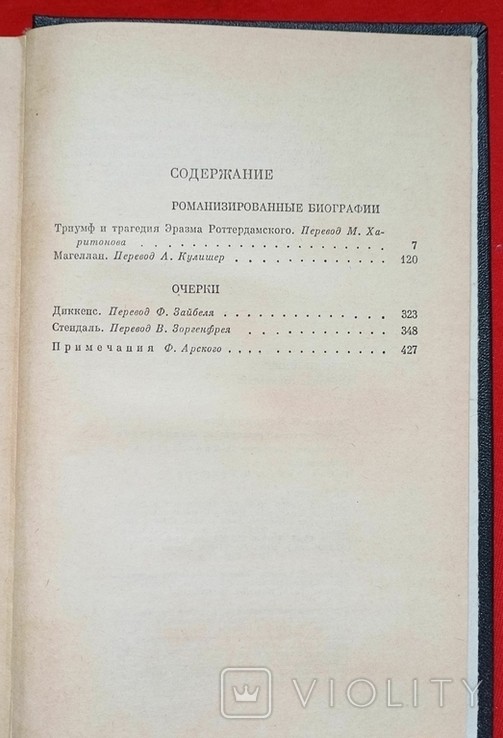 СОДЕРЖАНИЕ
РОМАНИЗИРОВАННЫЕ БИОГРАФИИ
Триумф и трагедия Эразма Роттердамского. Перевод М. Ха-
ритонова . . . . . . . . . . . . . . . . 7
Магеллан. Перевод А. Кулишер . . . . . . . . . . 120
ОЧЕРКИ
Диккенс. Перевод Ф. Зайбеля . . . . . . . . . . . 323
Стендаль. Перевод В. Зоргенфрея . . . . . . . . . 348
Примечания Ф. Арского . . . . . . . . . . . 427
VIOLITY